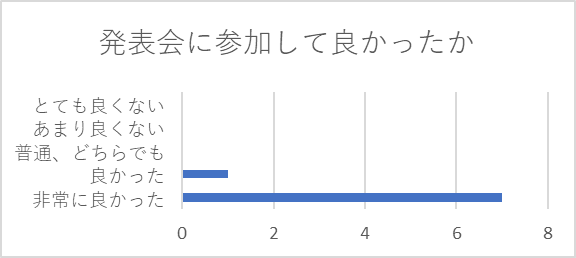 発表会に参加して良かったか
とても良くない
あまり良くない
普通、どちらでも
良かった
非常に良かった
0 2 4 6 8